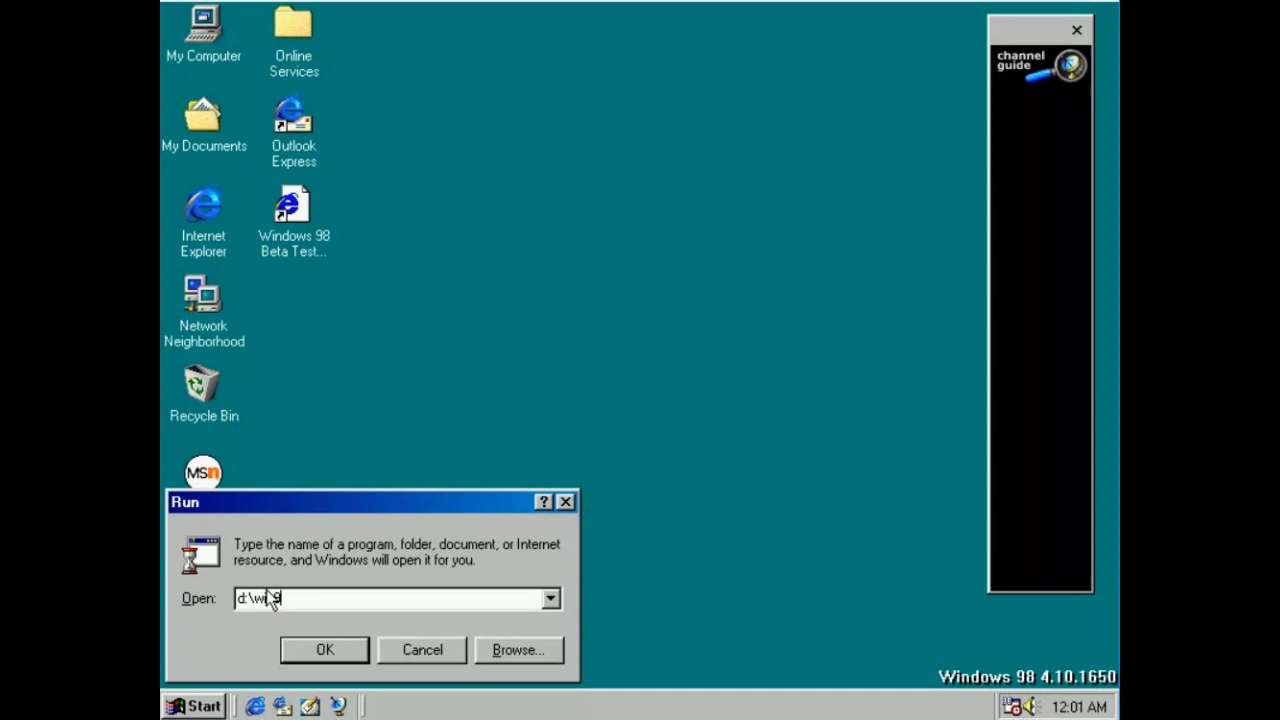 My Computer
Online
Services
My Documents
Outlook
Express
Internet
Explorer
Windows 98
Beta Test...
Network
Neighborhood
Recycle Bin
MSn
channel
guide
Run
Type the name of a program, folder, document, or Internet
resource, and Windows will open it for you.
Open:
OK
Cancel
Browse...
Windows 98 4.10.1650
Start
12:01 AM